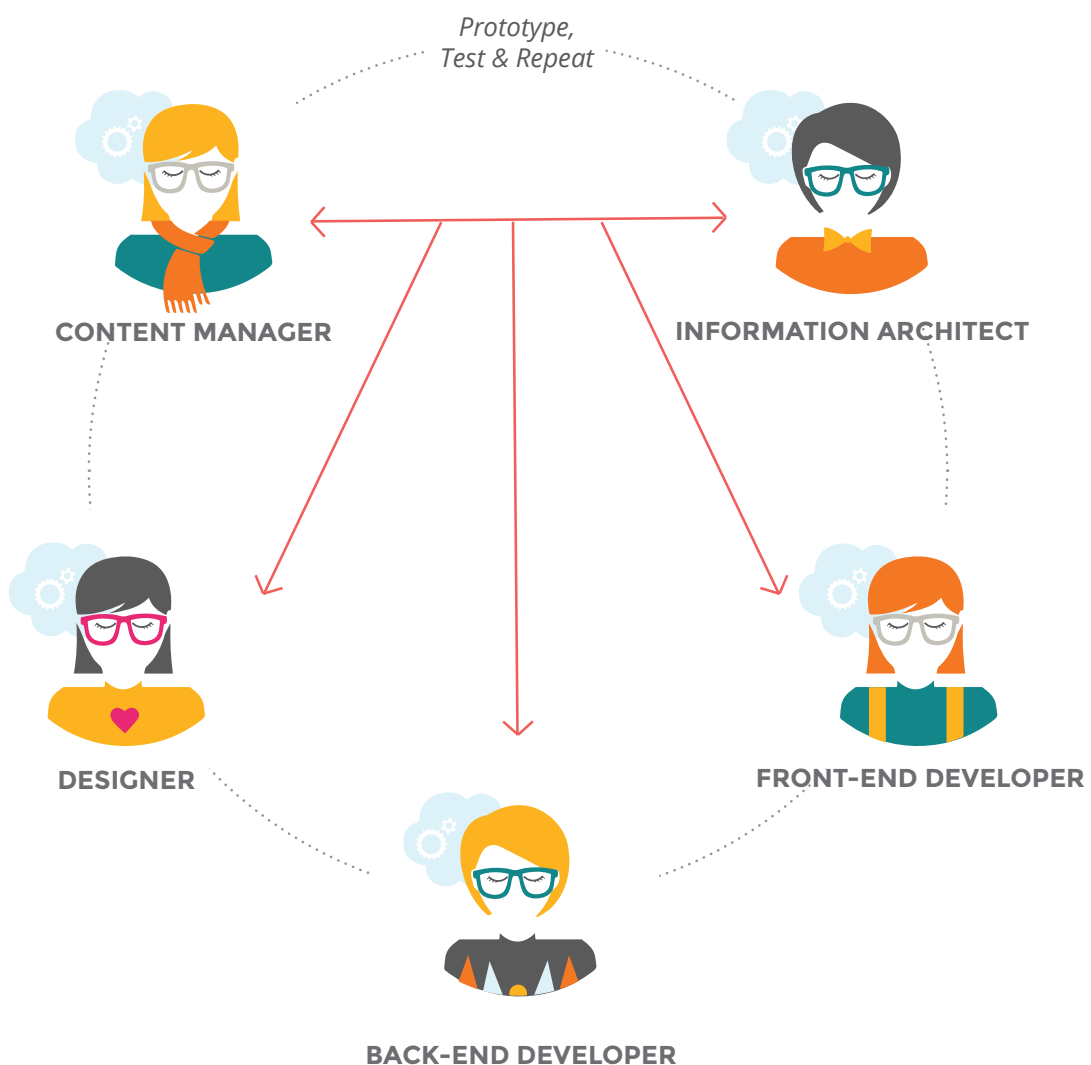 Prototype,
Test & Repeat
CONTENT MANAGER
INFORMATION ARCHITECT
DESIGNER
FRONT-END DEVELOPER
BACK-END DEVELOPER